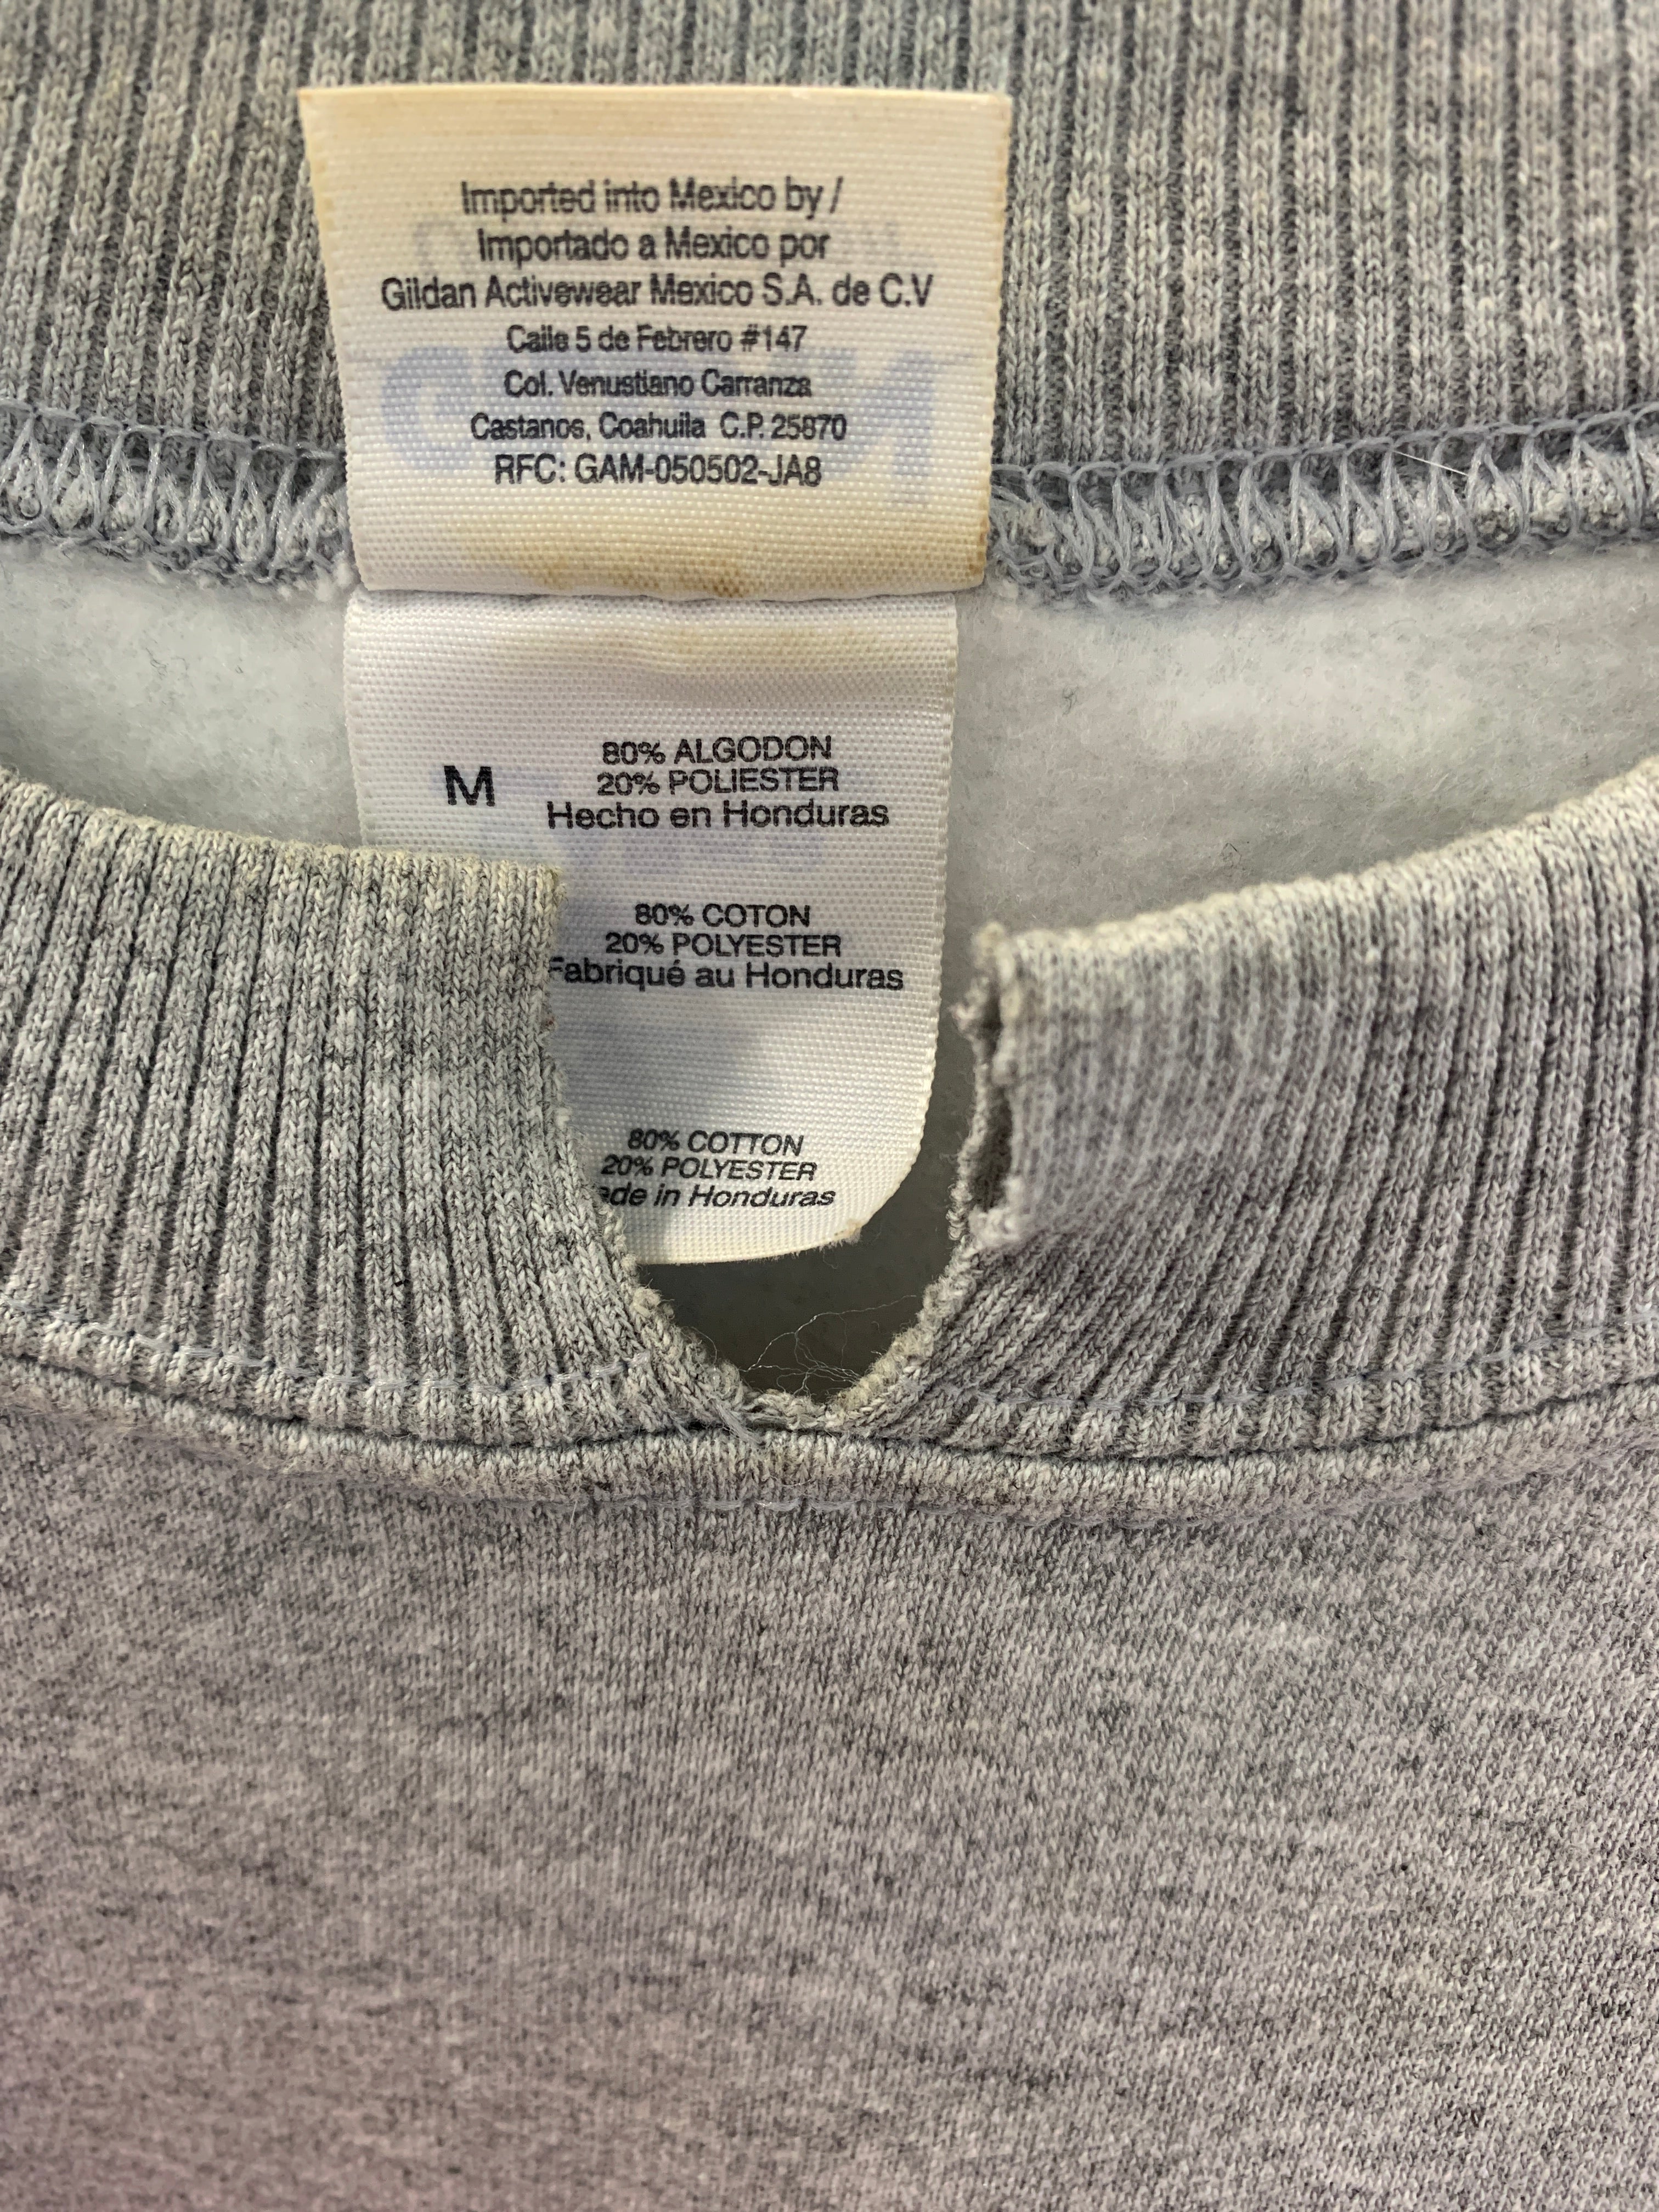 Imported into Mexico by /
Importado a Mexico por
Gildan Activewear Mexico S.A. de C.V
Calle 5 de Febrero #147
Col. Venustiano Carranza
Castanos, Coahuila C.P. 25870
RFC: GAM-050502-JA8
M
80% ALGODON
20% POLIESTER
Hecho en Honduras
80% COTON
20% POLYESTER
Fabriqué au Honduras
80% COTTON
20% POLYESTER
ade in Honduras